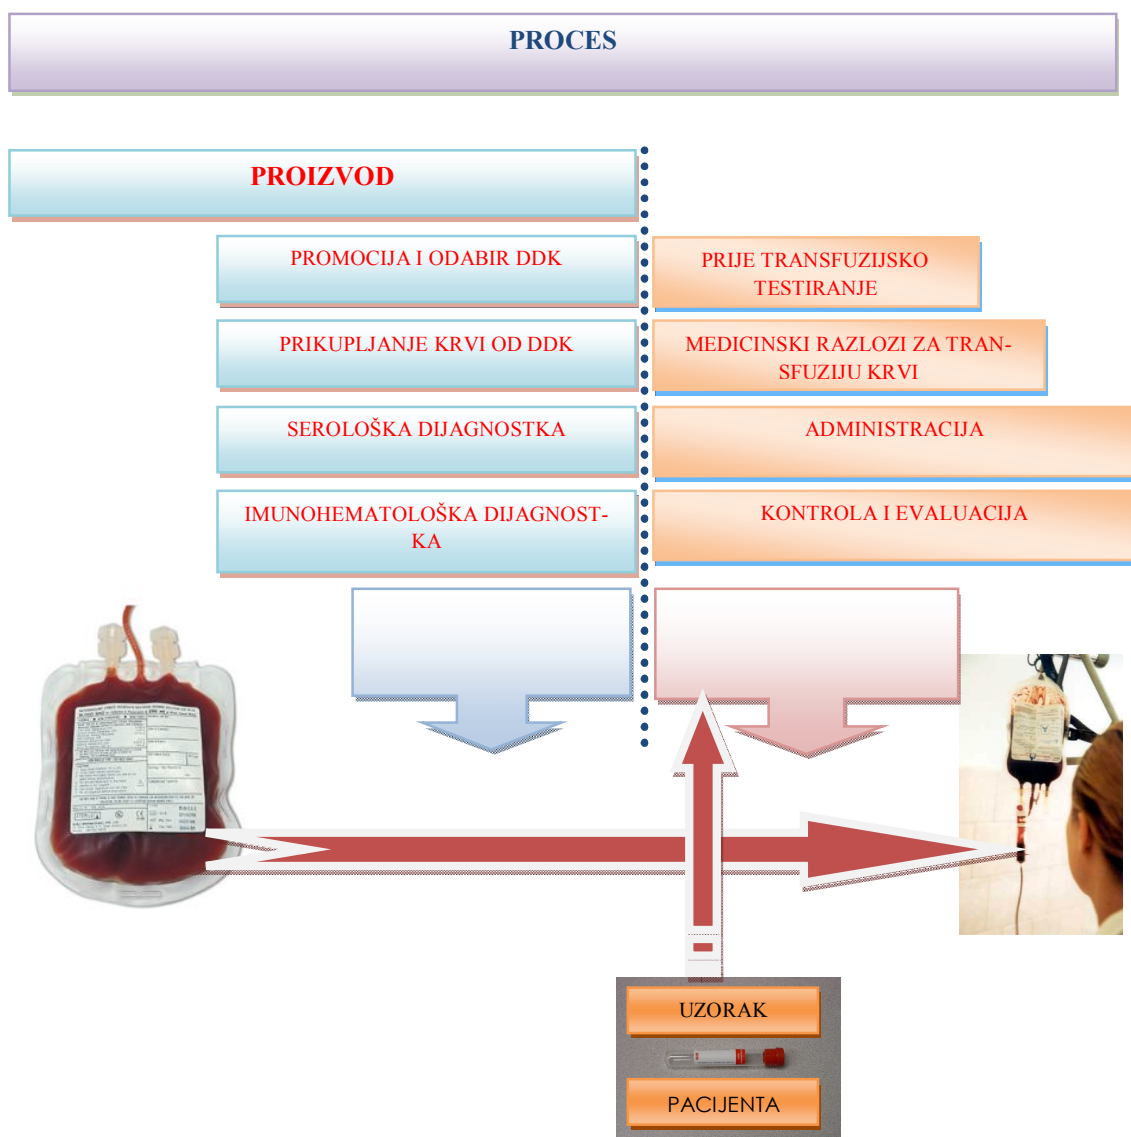 PROCES
PROIZVOD
PROMOCIJA I ODABIR DDK
PRIKUPLJANJE KRVI OD DDK
SEROLOŠKA DIJAGNOSTKA
IMUNOHEMATOLOŠKA DIJAGNOST-
KA
PRIJE TRANSFUZIJSKO
TESTIRANJE
MEDICINSKI RAZLOZI ZA TRAN-
SFUZIJU KRVI
ADMINISTRACIJA
KONTROLA I EVALUACIJA
UZORAK
PACIJENTA